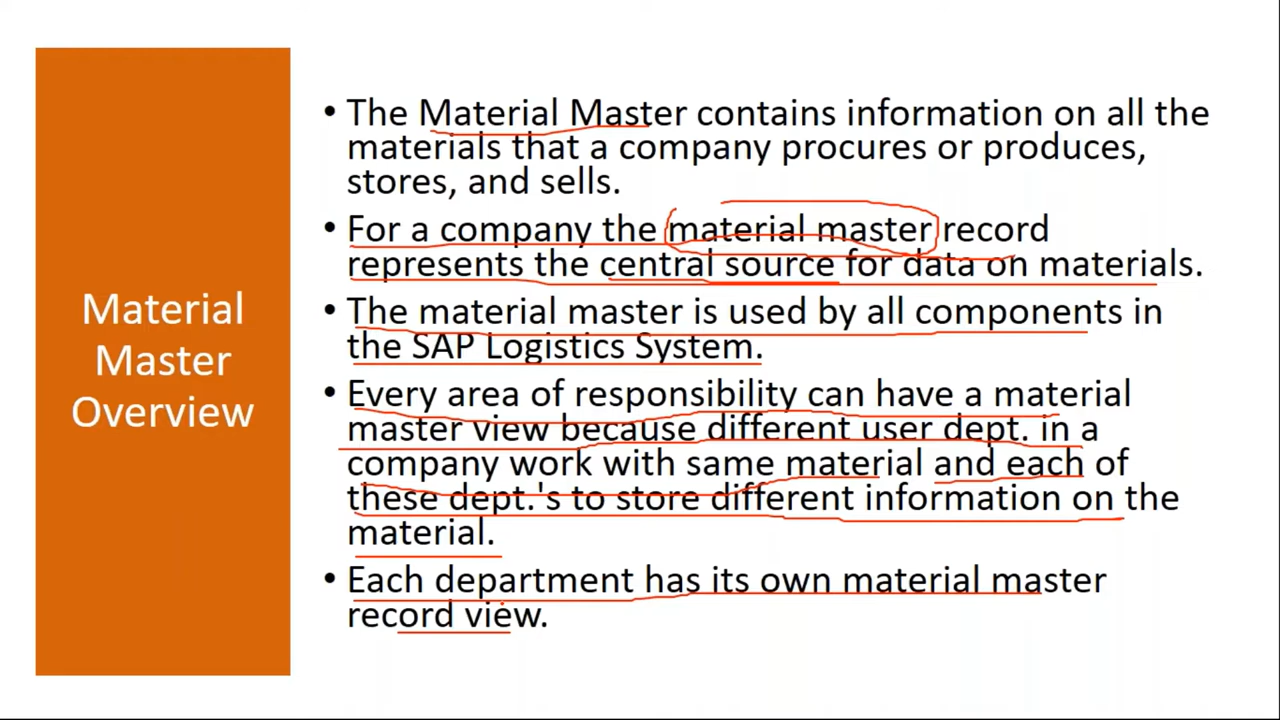 Material
Master
Overview
• The Material Master contains information on all the
materials that a company procures or produces,
stores, and sells.
• For a company the material master record
represents the central source for data on materials.
• The material master is used by all components in
the SAP Logistics System.
• Every area of responsibility can have a material
master view because different user dept. in a
company work with same material and each of
these dept.'s to store different information on the
material.
• Each department has its own material master
record view.